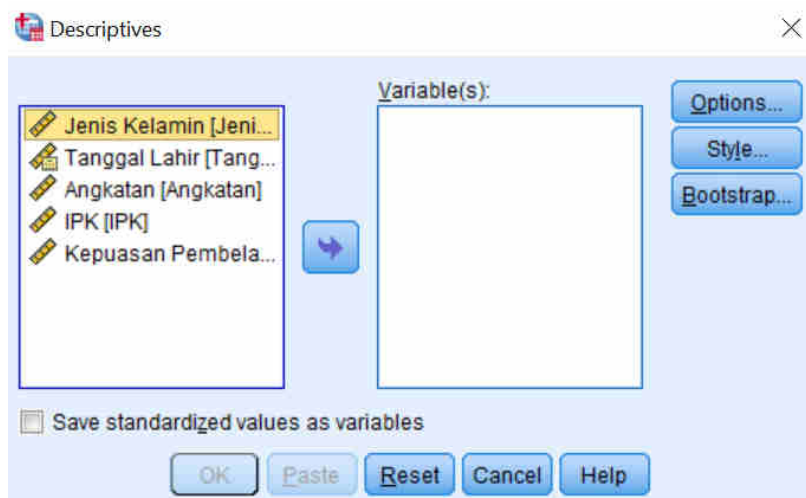 Descriptives
Variable(s):
Jenis Kelamin [Jeni...
Tanggal Lahir [Tang...
Angkatan [Angkatan]
IPK [IPK]
Kepuasan Pembela...
Options...
Style...
Bootstrap...
Save standardized values as variables
OK Paste Reset Cancel Help